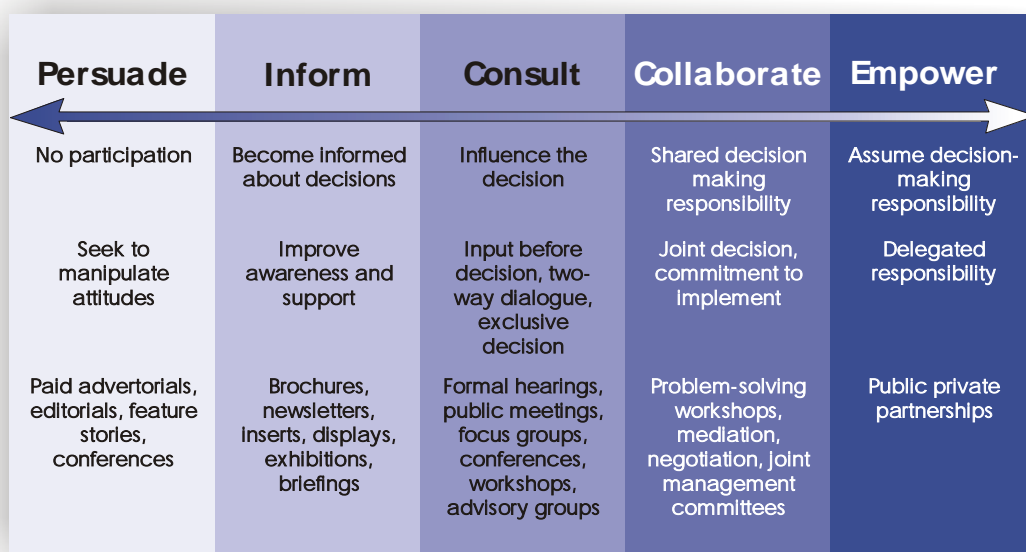 Persuade
Inform
Consult
Collaborate
Empower
No participation
Become informed
about decisions
Influence the
decision
Shared decision
making
responsibility
Assume decision-
making
responsibility
Seek to
manipulate
attitudes
Improve
awareness and
support
Input before
decision, two-
way dialogue,
exclusive
decision
Joint decision,
commitment to
implement
Delegated
responsibility
Paid advertorials,
editorials, feature
stories,
conferences
Brochures,
newsletters,
inserts, displays,
exhibitions,
briefings
Formal hearings,
public meetings,
focus groups,
conferences,
workshops,
advisory groups
Problem-solving
workshops,
mediation,
negotiation, joint
management
committees
Public private
partnerships